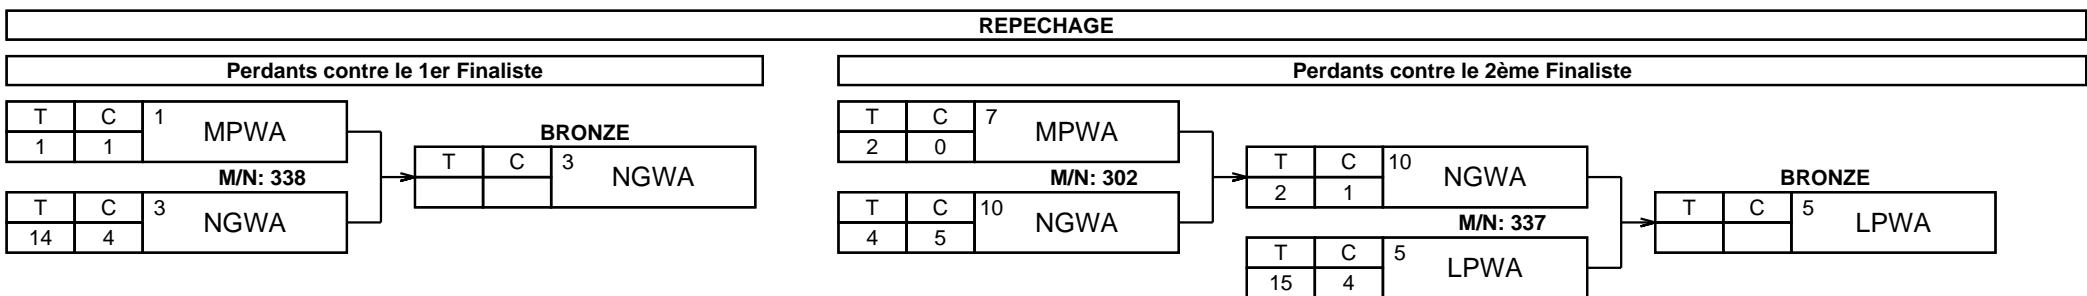 REPECHAGE
Perdants contre le 1er Finaliste
T C 1 MPWA
1 1
M/N: 338
T C 3 NGWA
14 4
BRONZE
T C 3 NGWA
Perdants contre le 2ème Finaliste
T C 7 MPWA
2 0
M/N: 302
T C 10 NGWA
4 5
T C 10 NGWA
2 1
M/N: 337
T C 5 LPWA
15 4
BRONZE
T C 5 LPWA